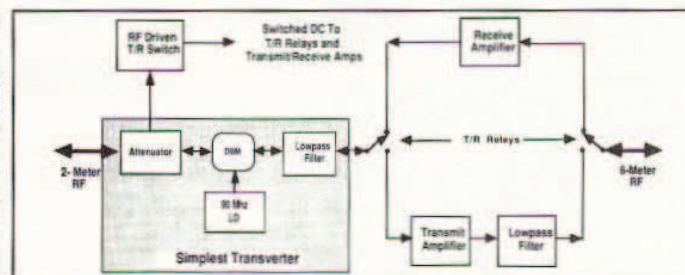 RF Driven
T/R Switch
Switched DC To
T/R Relays and
Transmit/Receive Amps
Receive
Amplifier
Attenuator
DBM
Lowpass
Filter
T/R Relays
2- Meter
RF
6-Meter
RF
90 Mhz
LO
Transmit
Amplifier
Lowpass
Filter
Simplest Transverter